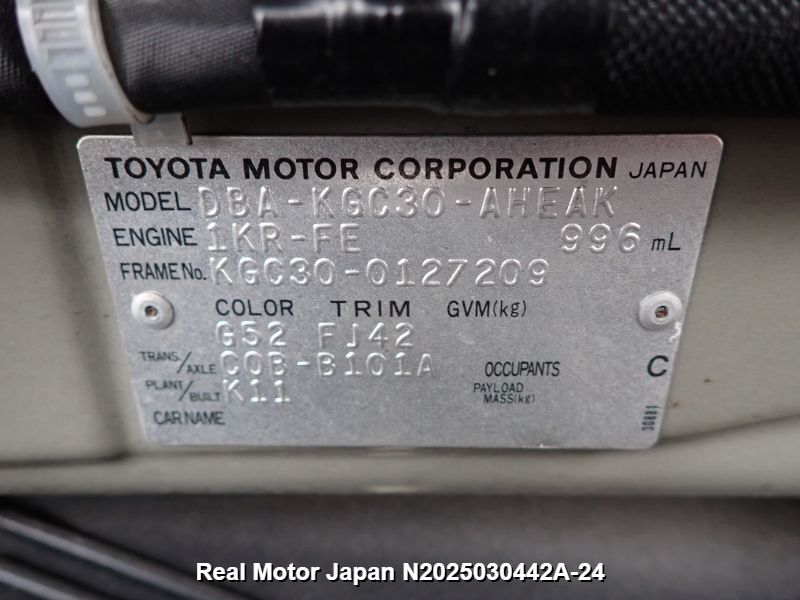 TOYOTA MOTOR CORPORATION JAPAN
MODEL DBA-KGC30-AHEAK
ENGINE 1KR-FE 996 mL
FRAME No. KGC30-0127209
COLOR TRIM GVM(kg)
G52 FJ42
TRANS/AXLE C0B-B101A OCCUPANTS C
PLANT/BUILT K11 PAYLOAD MASS(kg)
CAR NAME
30881
Real Motor Japan N2025030442A-24